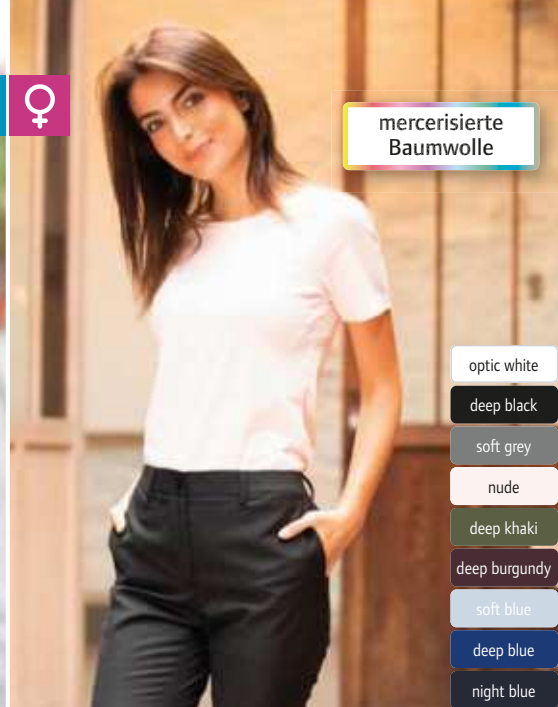 mercerisierte
Baumwolle
optic white
deep black
soft grey
nude
deep khaki
deep burgundy
soft blue
deep blue
night blue